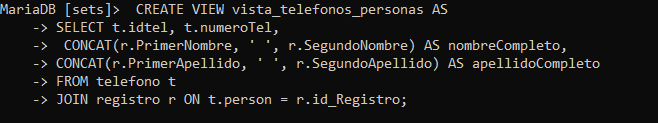 MariaDB [sets]>  CREATE VIEW vista_telefonos_personas AS
    -> SELECT t.idtel, t.numeroTel,
    ->  CONCAT(r.PrimerNombre, ' ', r.SegundoNombre) AS nombreCompleto,
    -> CONCAT(r.PrimerApellido, ' ', r.SegundoApellido) AS apellidoCompleto
    -> FROM telefono t
    -> JOIN registro r ON t.person = r.id_Registro;